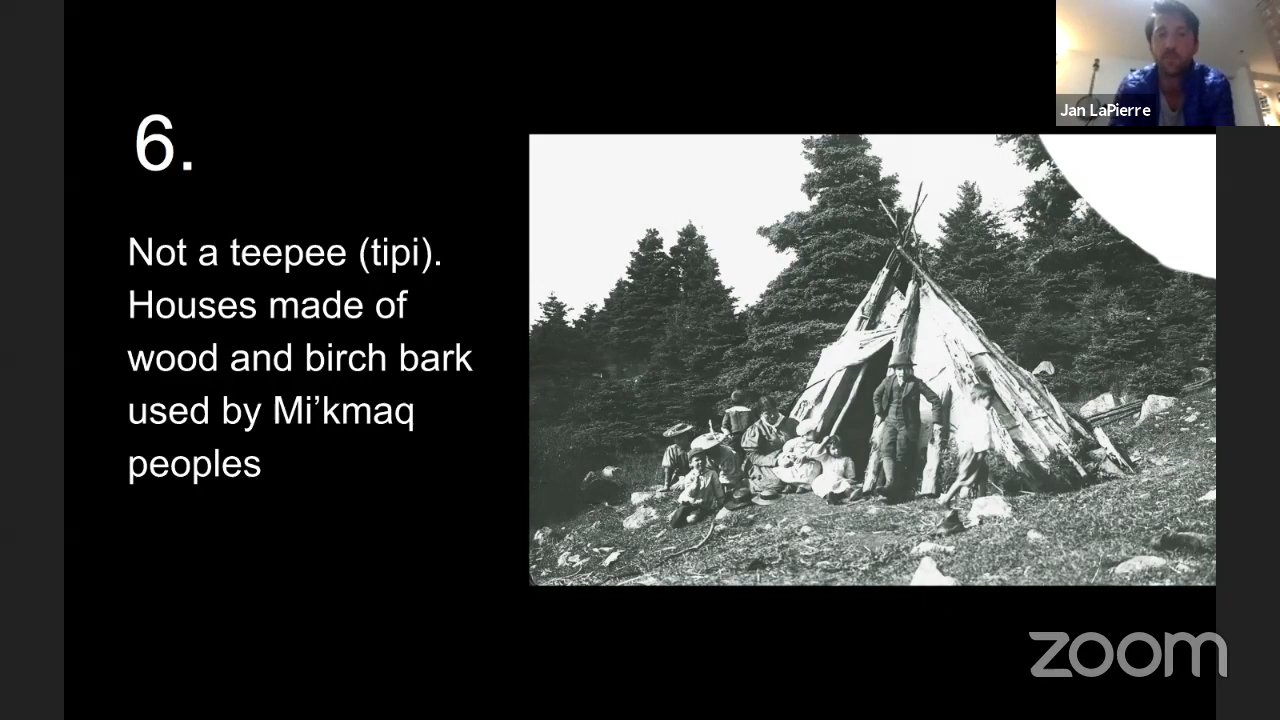 Jan LaPierre
6.
Not a teepee (tipi).
Houses made of
wood and birch bark
used by Mi’kmaq
peoples
zoom